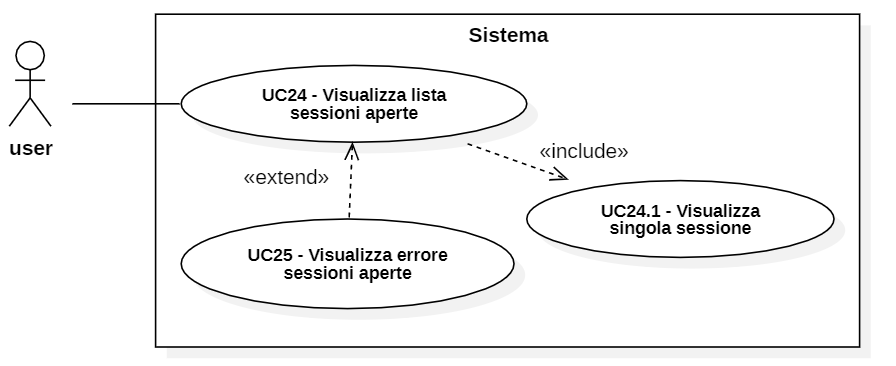 Sistema
user
UC24 - Visualizza lista
sessioni aperte
«include»
«extend»
UC24.1 - Visualizza
singola sessione
UC25 - Visualizza errore
sessioni aperte